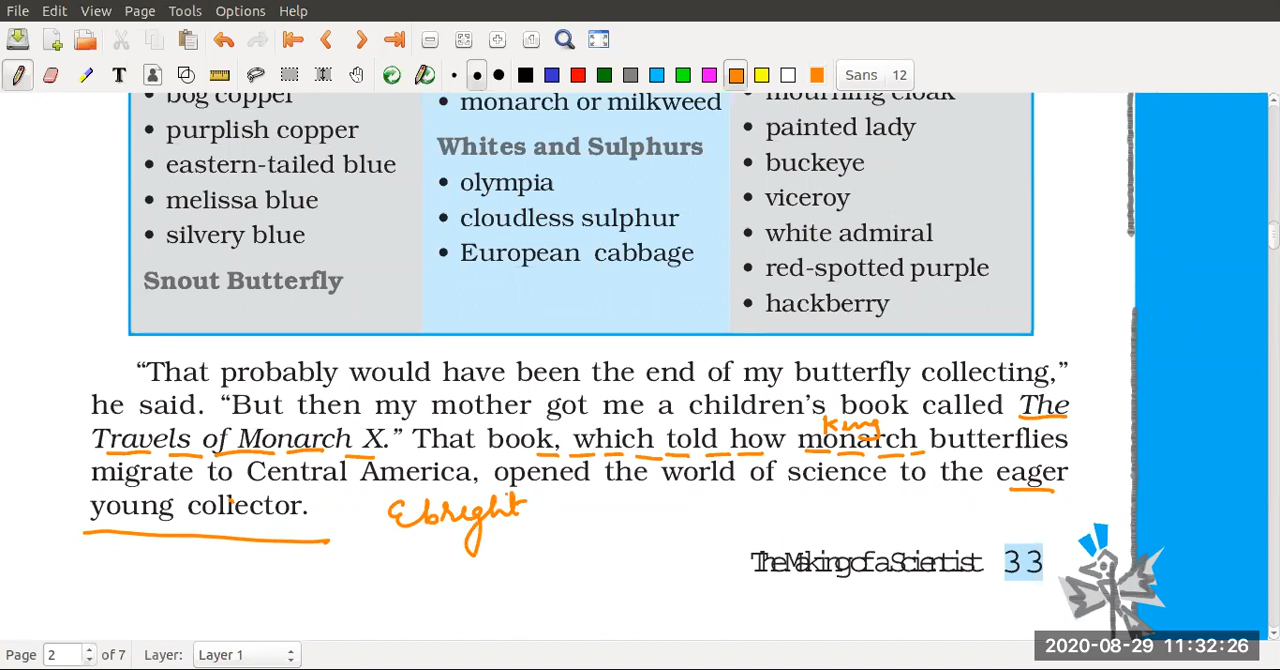 File Edit View Page Tools Options Help
Sans 12
• bog copper
• purplish copper
• eastern-tailed blue
• melissa blue
• silvery blue
Snout Butterfly
• monarch or milkweed
Whites and Sulphurs
• olympia
• cloudless sulphur
• European cabbage
• mourning cloak
• painted lady
• buckeye
• viceroy
• white admiral
• red-spotted purple
• hackberry
“That probably would have been the end of my butterfly collecting,”
he said. “But then my mother got me a children’s book called The
King
Travels of Monarch X.” That book, which told how monarch butterflies
migrate to Central America, opened the world of science to the eager
young collector.
Ebright
The Making of a Scientist 33
2020-08-29 11:32:26
Page 2 of 7 Layer: Layer 1